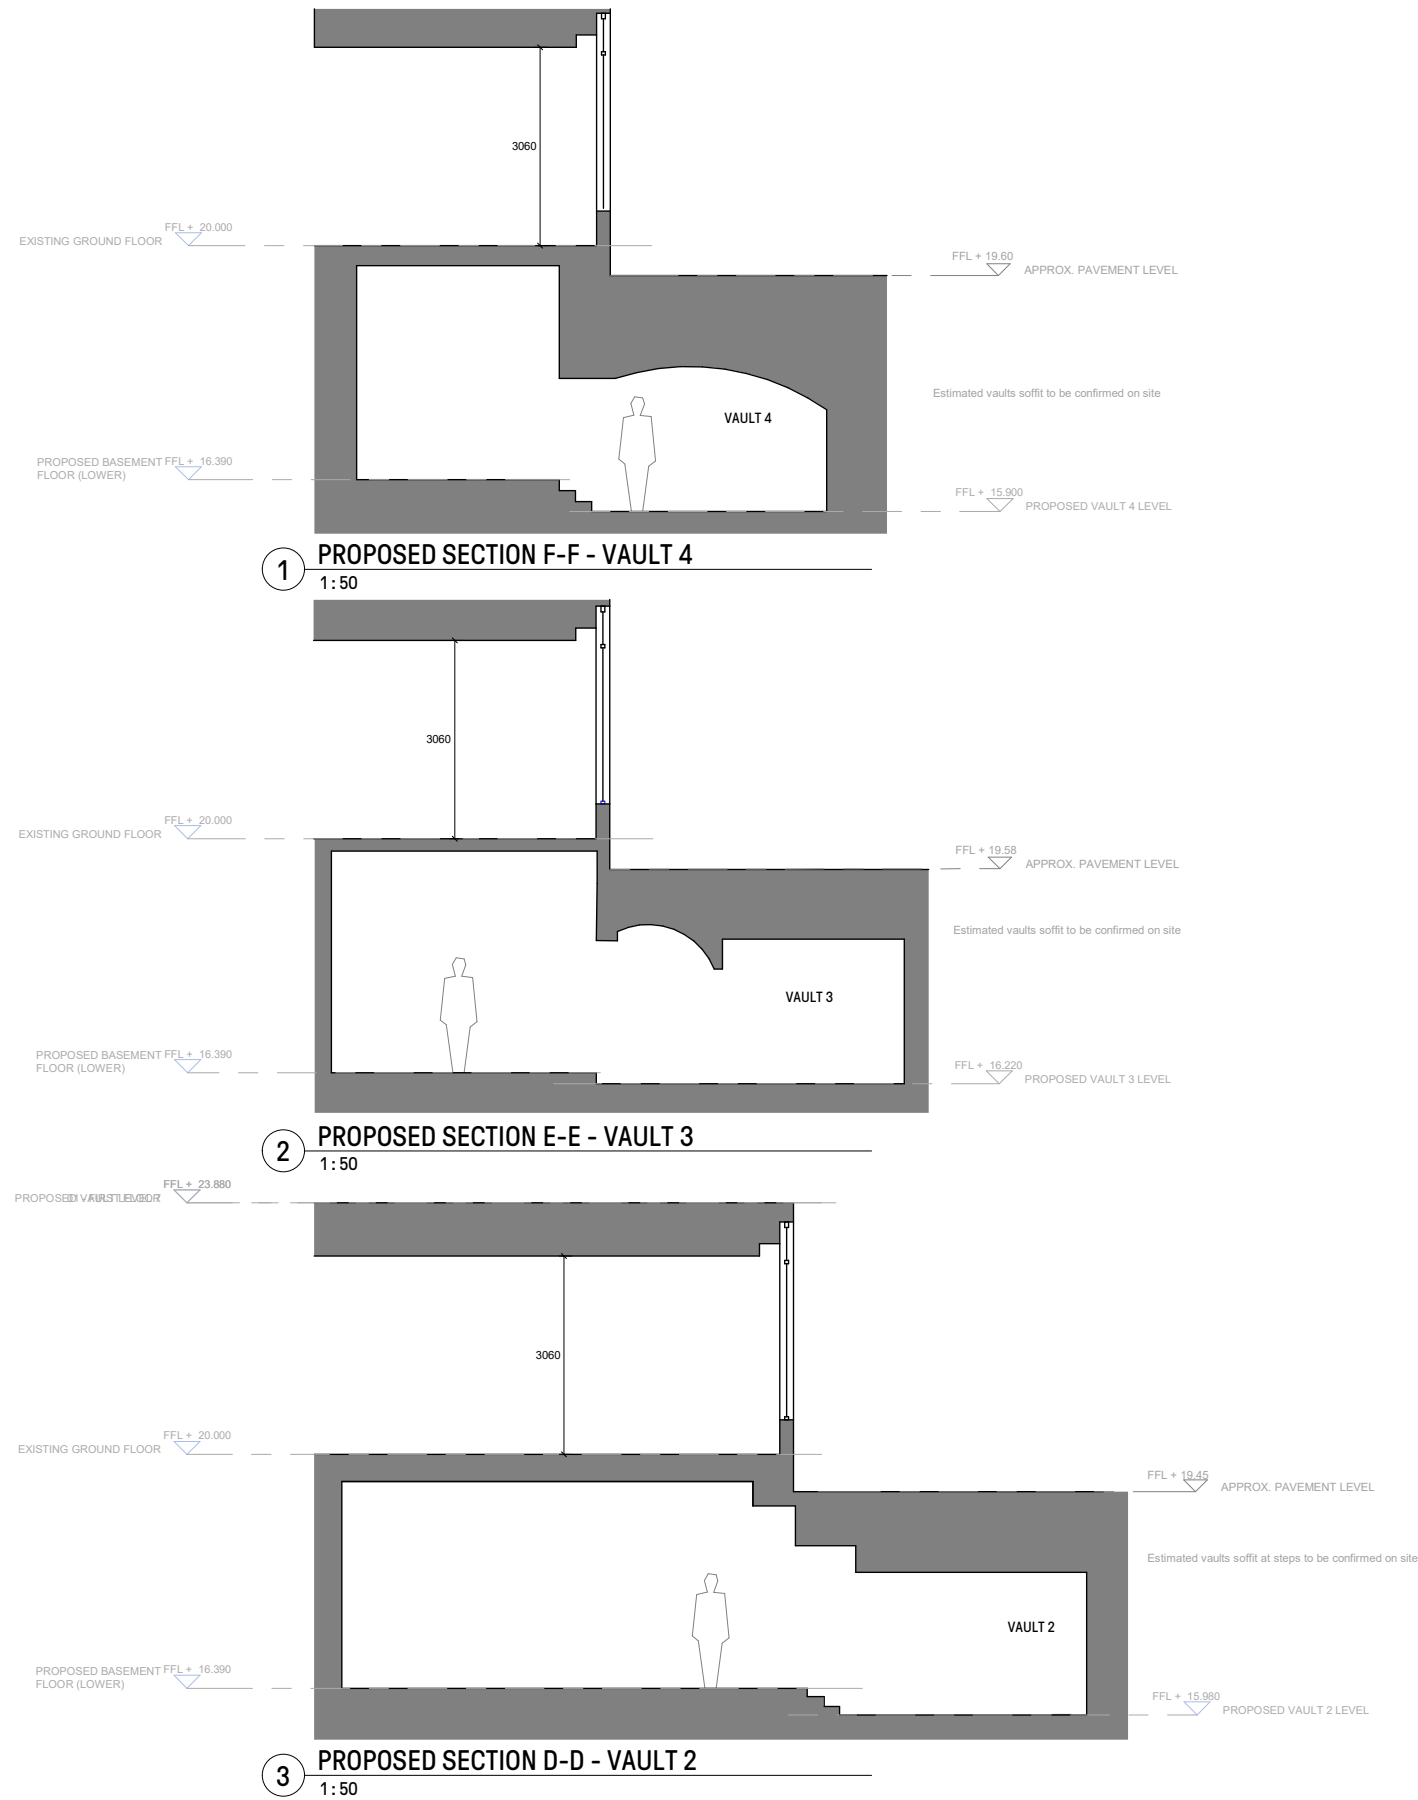 3060
FFL + 20.000
EXISTING GROUND FLOOR
FFL + 19.60
APPROX. PAVEMENT LEVEL
Estimated vaults soffit to be confirmed on site
VAULT 4
PROPOSED BASEMENT FFL + 16.390
FLOOR (LOWER)
FFL + 15.900
PROPOSED VAULT 4 LEVEL
1 PROPOSED SECTION F-F - VAULT 4
1 : 50
3060
FFL + 20.000
EXISTING GROUND FLOOR
FFL + 19.58
APPROX. PAVEMENT LEVEL
Estimated vaults soffit to be confirmed on site
VAULT 3
PROPOSED BASEMENT FFL + 16.390
FLOOR (LOWER)
FFL + 16.220
PROPOSED VAULT 3 LEVEL
2 PROPOSED SECTION E-E - VAULT 3
1 : 50
FFL + 23.880
PROPOSED
3060
FFL + 20.000
EXISTING GROUND FLOOR
FFL + 19.45
APPROX. PAVEMENT LEVEL
Estimated vaults soffit at steps to be confirmed on site
VAULT 2
PROPOSED BASEMENT FFL + 16.390
FLOOR (LOWER)
FFL + 15.980
PROPOSED VAULT 2 LEVEL
3 PROPOSED SECTION D-D - VAULT 2
1 : 50